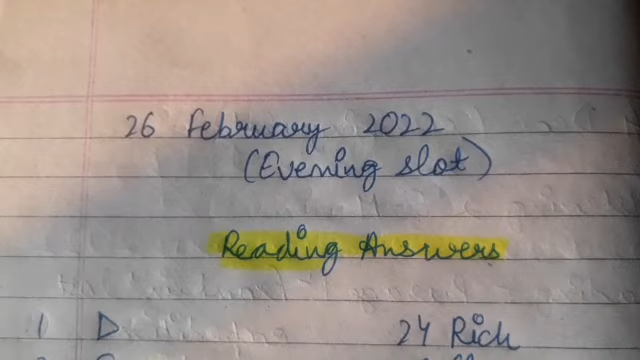 26 February 2022
(Evening slot)
Reading Answers
1 D
24 Rich